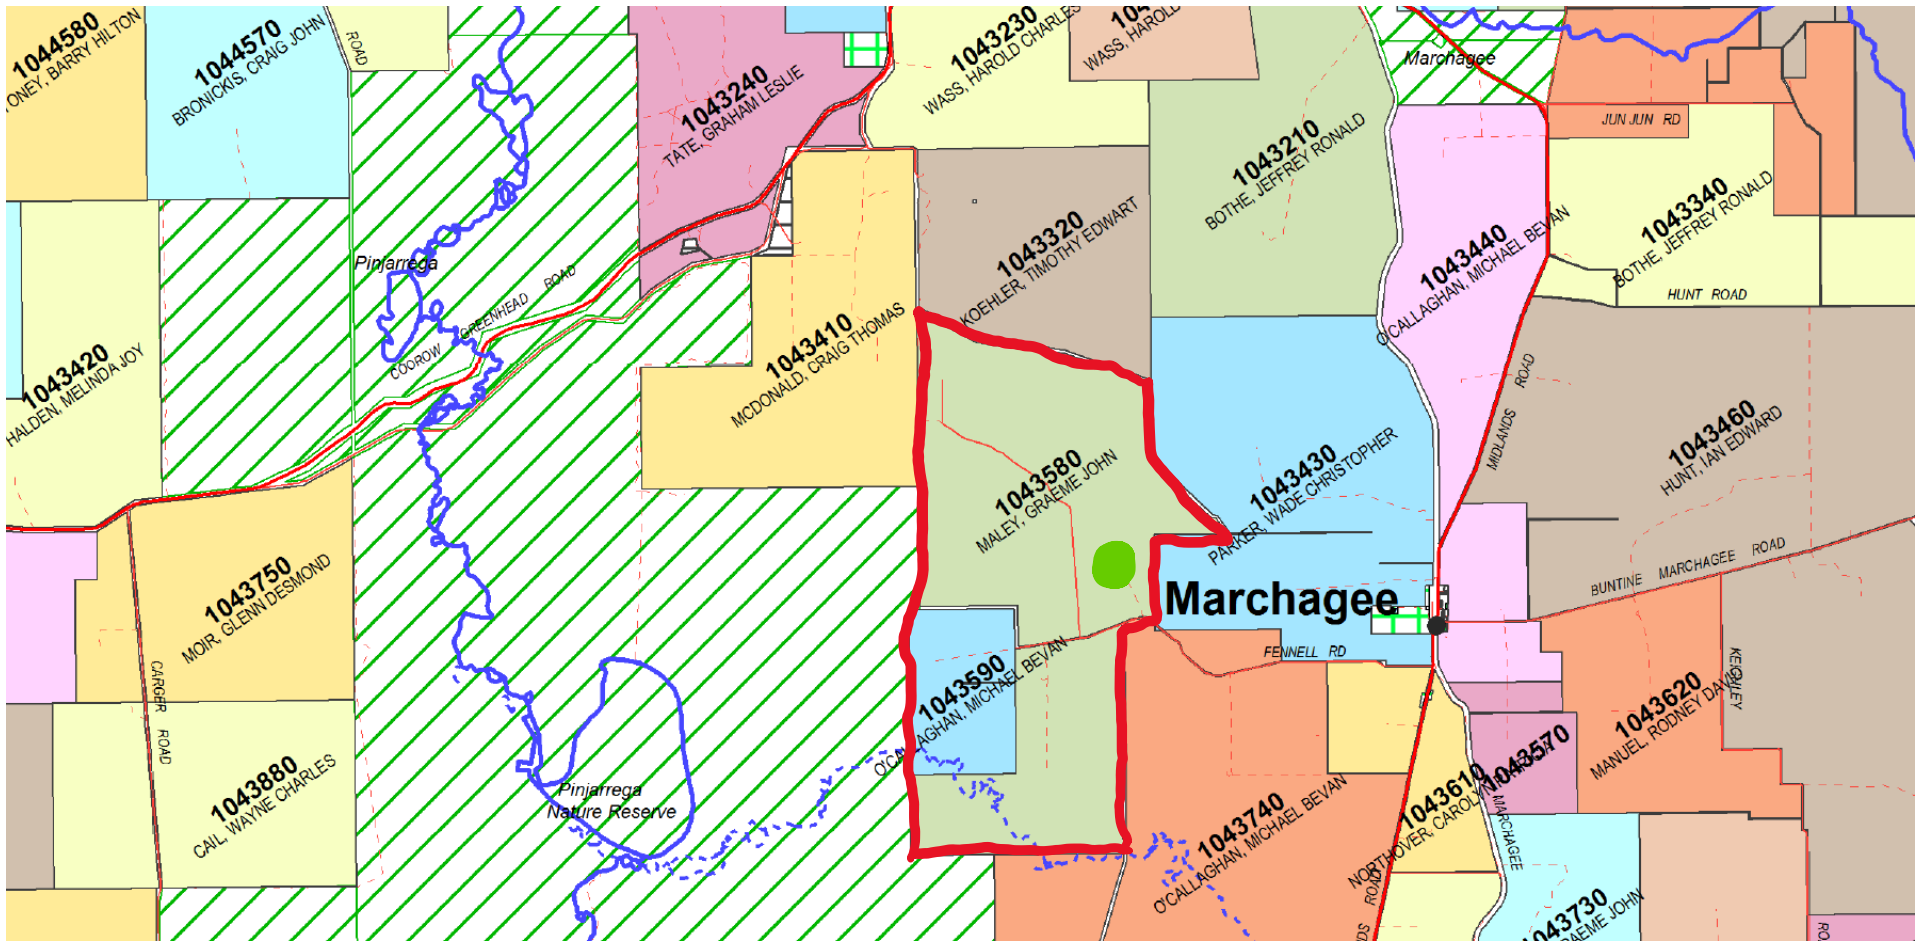 1044580
ONEY, BARRY HILTON
1044570
BRONICKIS, CRAIG JOHN
ROAD
1043240
TATE, GRAHAM LESLIE
1043230
WASS, HAROLD CHARLES
WASS, HAROLD
1043210
BOTHE, JEFFREY RONALD
Marchagee
JUN JUN RD
1043340
BOTHE, JEFFREY RONALD
HUNT ROAD
1043440
O'CALLAGHAN, MICHAEL BEVAN
1043320
KOEHLER, TIMOTHY EDWART
Pinjarrega
COOROW GREENHEAD ROAD
1043410
MCDONALD, CRAIG THOMAS
1043420
HALDEN, MELINDA JOY
MIDLANDS ROAD
1043460
HUNT, IAN EDWARD
1043430
PARKER, WADE CHRISTOPHER
1043580
MALEY, GRAEME JOHN
BUNTINE MARCHAGEE ROAD
1043750
MOIR, GLENN DESMOND
Marchagee
FENNELL RD
CARGER ROAD
1043590
O'CALLAGHAN, MICHAEL BEVAN
1043620
MANUEL, RODNEY DAVID
1043570
1043610
NORTHOVER, CAROLYN
MARCHAGEE
1043880
CAIL, WAYNE CHARLES
Pinjarrega
Nature Reserve
1043740
O'CALLAGHAN, MICHAEL BEVAN
ROAD
1043730
RAEME JOHN